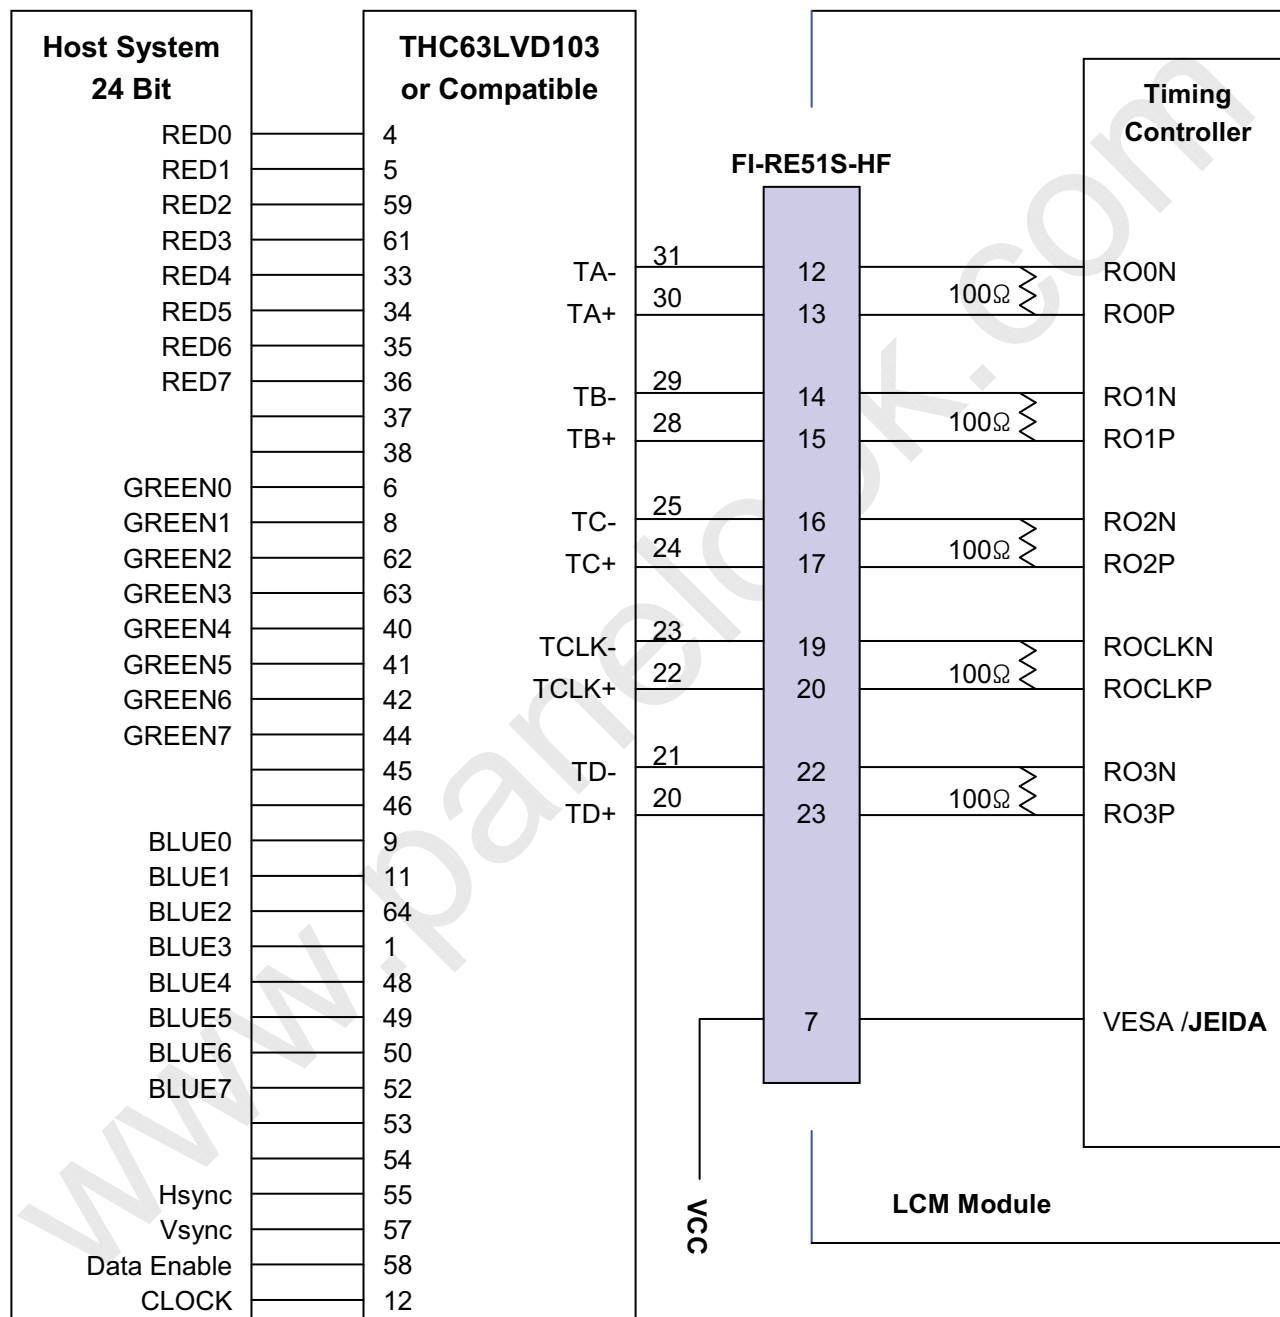 Host System
24 Bit
RED0
RED1
RED2
RED3
RED4
RED5
RED6
RED7
GREEN0
GREEN1
GREEN2
GREEN3
GREEN4
GREEN5
GREEN6
GREEN7
BLUE0
BLUE1
BLUE2
BLUE3
BLUE4
BLUE5
BLUE6
BLUE7
Hsync
Vsync
Data Enable
CLOCK
THC63LVD103
or Compatible
4
5
59
61
33
34
35
36
37
38
6
8
62
63
40
41
42
44
45
46
9
11
64
1
48
49
50
52
53
54
55
57
58
12
TA-
TA+
TB-
TB+
TC-
TC+
TCLK-
TCLK+
TD-
TD+
31
30
29
28
25
24
23
22
21
20
FI-RE51S-HF
12
13
14
15
16
17
19
20
22
23
7
VCC
100Ω
100Ω
100Ω
100Ω
100Ω
Timing
Controller
RO0N
RO0P
RO1N
RO1P
RO2N
RO2P
ROCLKN
ROCLKP
RO3N
RO3P
VESA /JEIDA
LCM Module
www.panelook.com